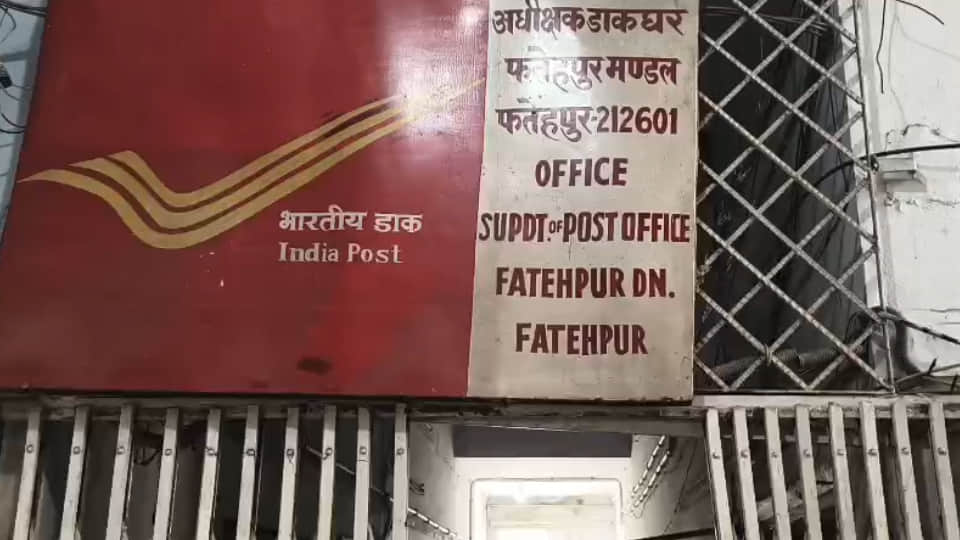 भारतीय डाक
India Post
अधीक्षक डाकघर
फतेहपुर मण्डल
फतेहपुर-212601
OFFICE
SUPDT. of POST OFFICE
FATEHPUR DN.
FATEHPUR